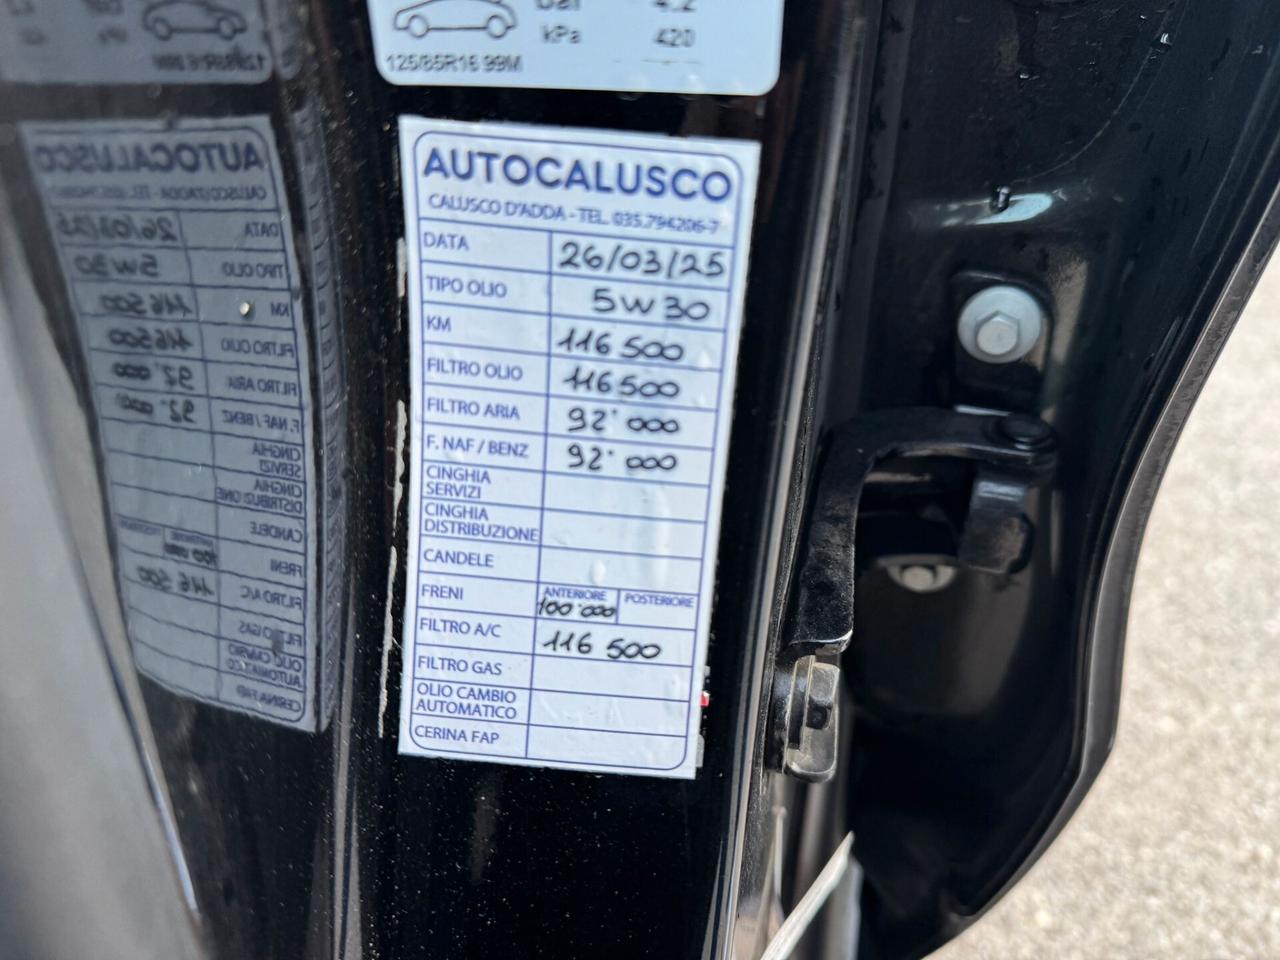 4.2
kPa 420
125/85R16 99M
AUTOCALUSCO
CALUSCO D'ADDA - TEL. 035.794206-7
DATA 26/03/25
TIPO OLIO 5W30
KM 116 500
FILTRO OLIO 116500
FILTRO ARIA 92'000
F. NAF / BENZ 92'000
CINGHIA
SERVIZI
CINGHIA
DISTRIBUZIONE
CANDELE
FRENI ANTERIORE 100'000 POSTERIORE
FILTRO A/C 116 500
FILTRO GAS
OLIO CAMBIO
AUTOMATICO
CERINA FAP